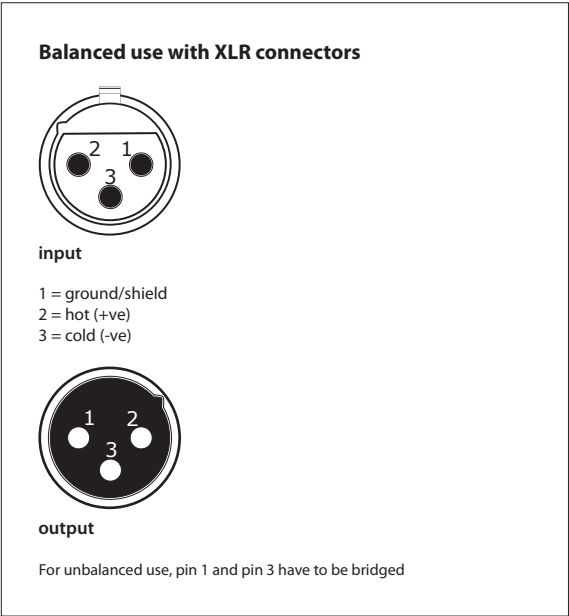 Balanced use with XLR connectors
2 1
3
input
1 = ground/shield
2 = hot (+ve)
3 = cold (-ve)
1 2
3
output
For unbalanced use, pin 1 and pin 3 have to be bridged